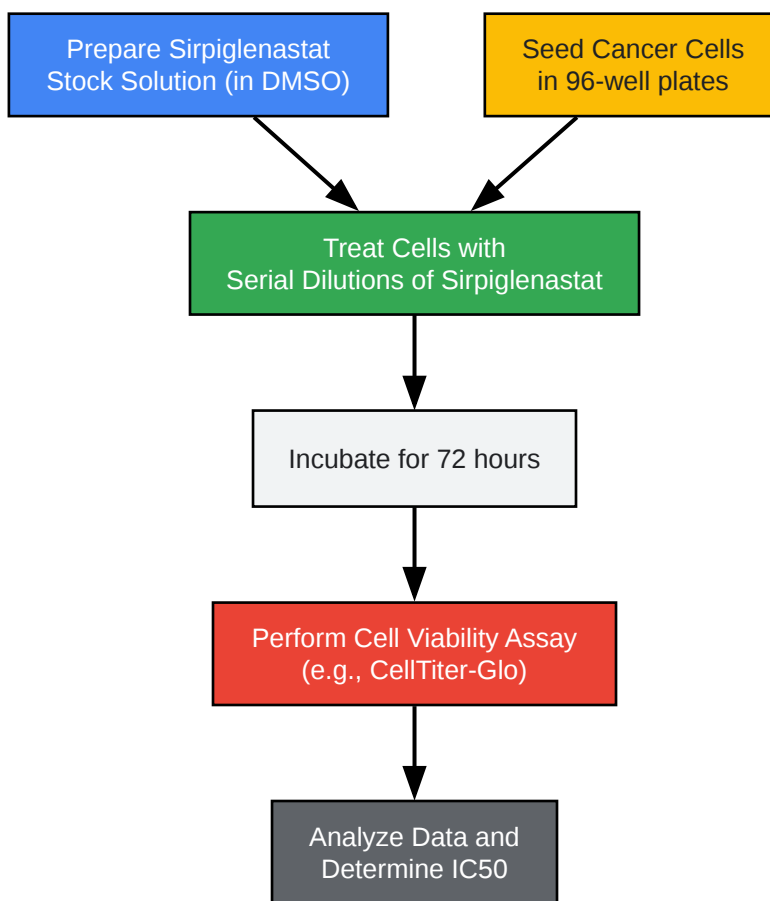 Prepare Sirpiglenastat
Stock Solution (in DMSO)
Seed Cancer Cells
in 96-well plates
Treat Cells with
Serial Dilutions of Sirpiglenastat
Incubate for 72 hours
Perform Cell Viability Assay
(e.g., CellTiter-Glo)
Analyze Data and
Determine IC50